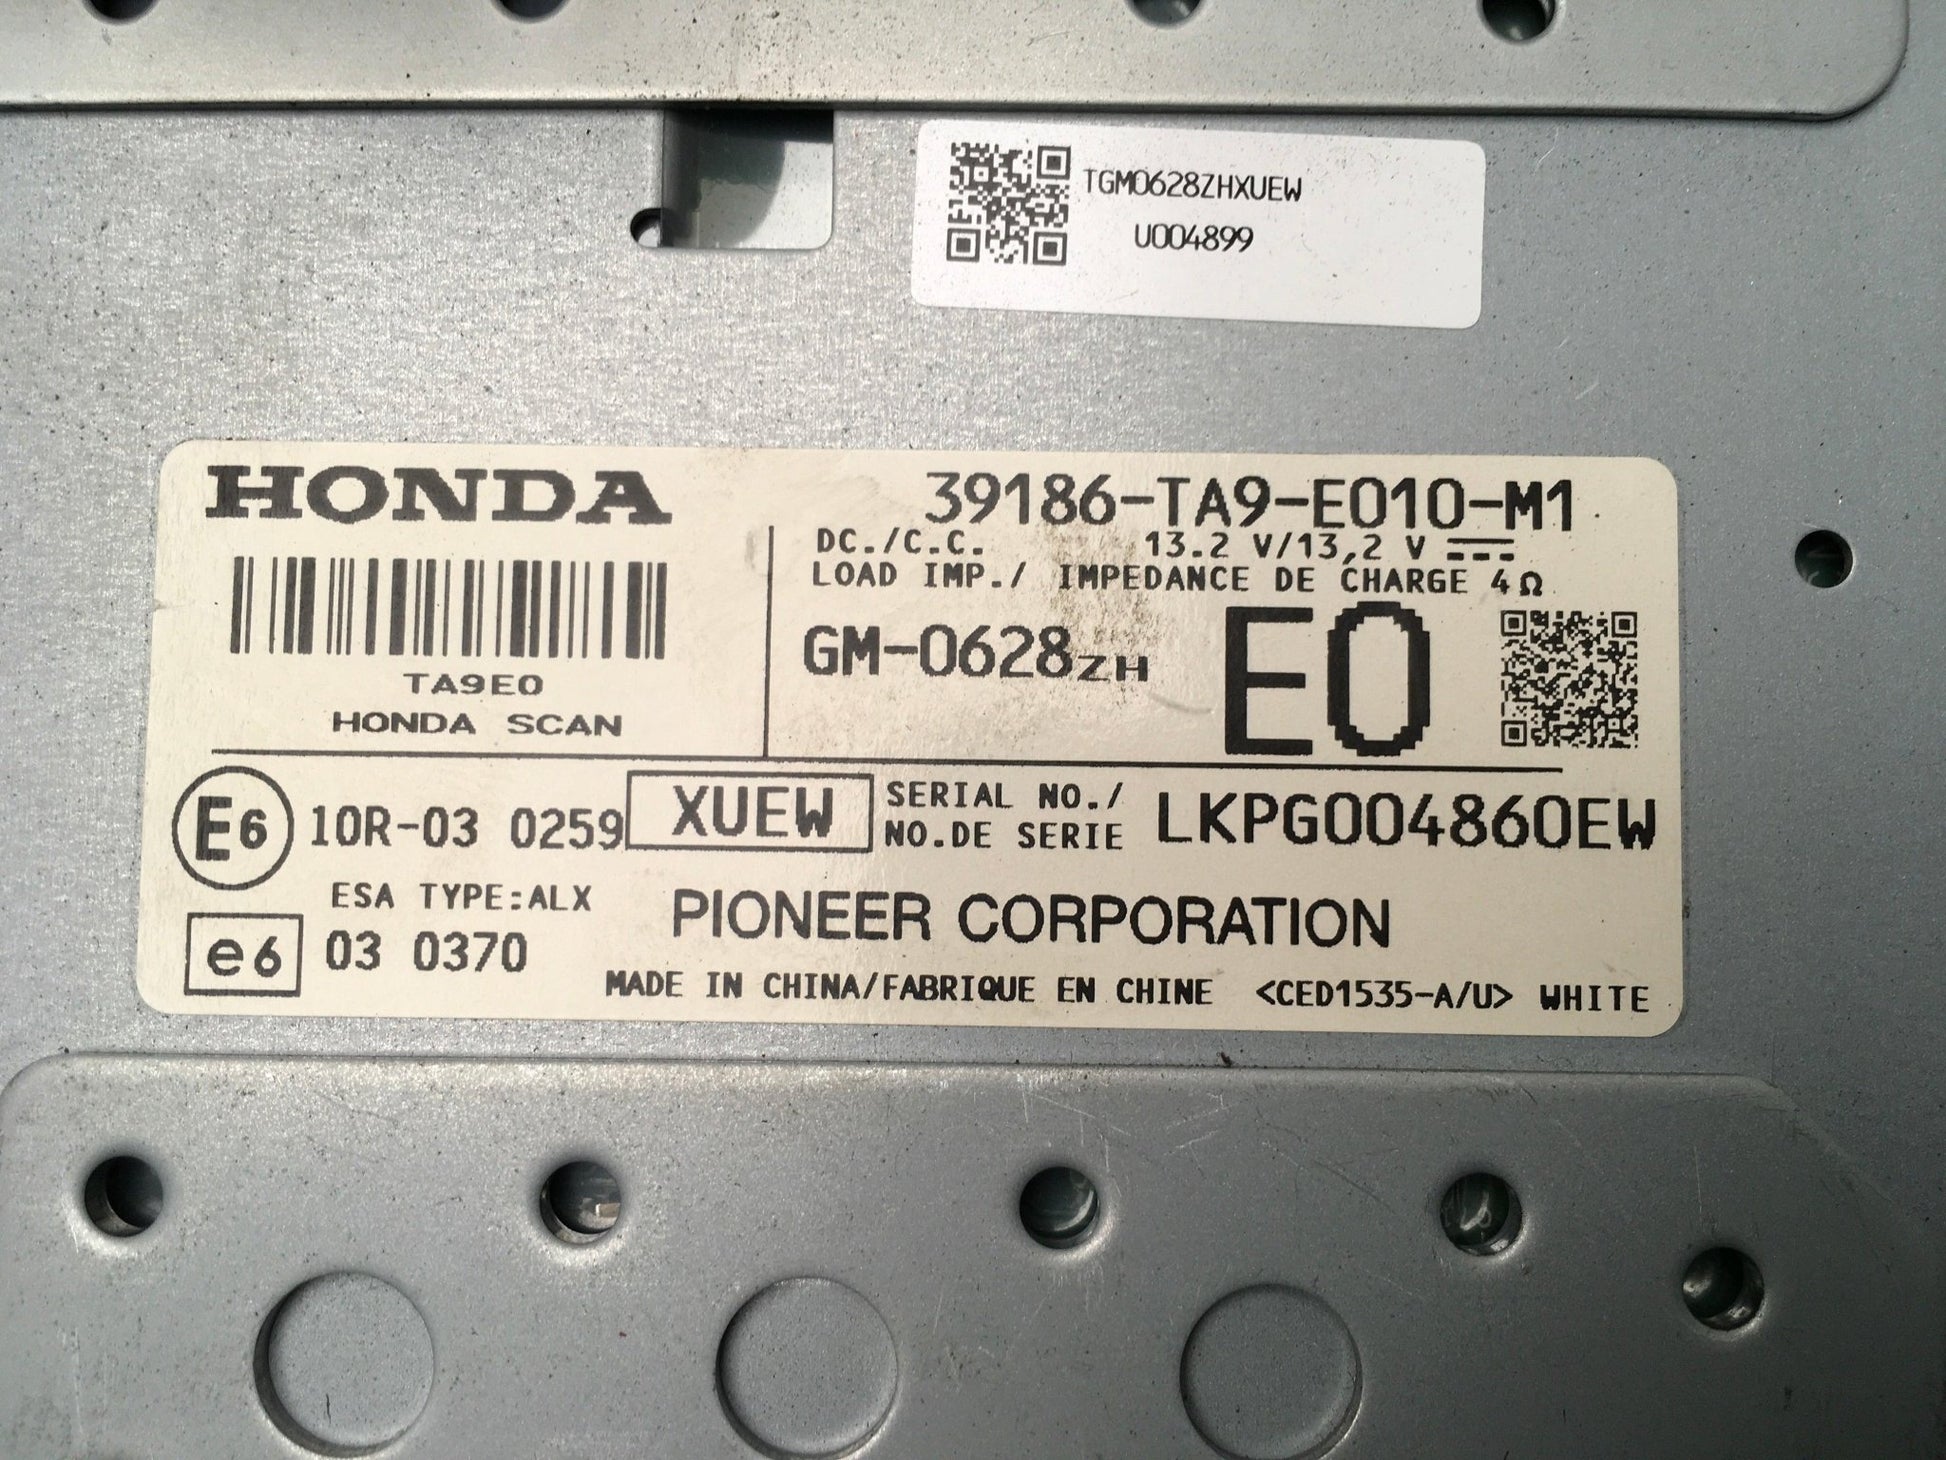 TGM0628ZHXUEW
U004899
HONDA
39186-TA9-E010-M1
DC./C.C. 13.2 V/13,2 V
LOAD IMP./ IMPEDANCE DE CHARGE 4Ω
GM-0628ZH E0
TA9E0
HONDA SCAN
E6 10R-03 0259 XUEW SERIAL NO./
NO.DE SERIE LKPG004860EW
ESA TYPE:ALX
e6 03 0370
PIONEER CORPORATION
MADE IN CHINA/FABRIQUE EN CHINE <CED1535-A/U> WHITE